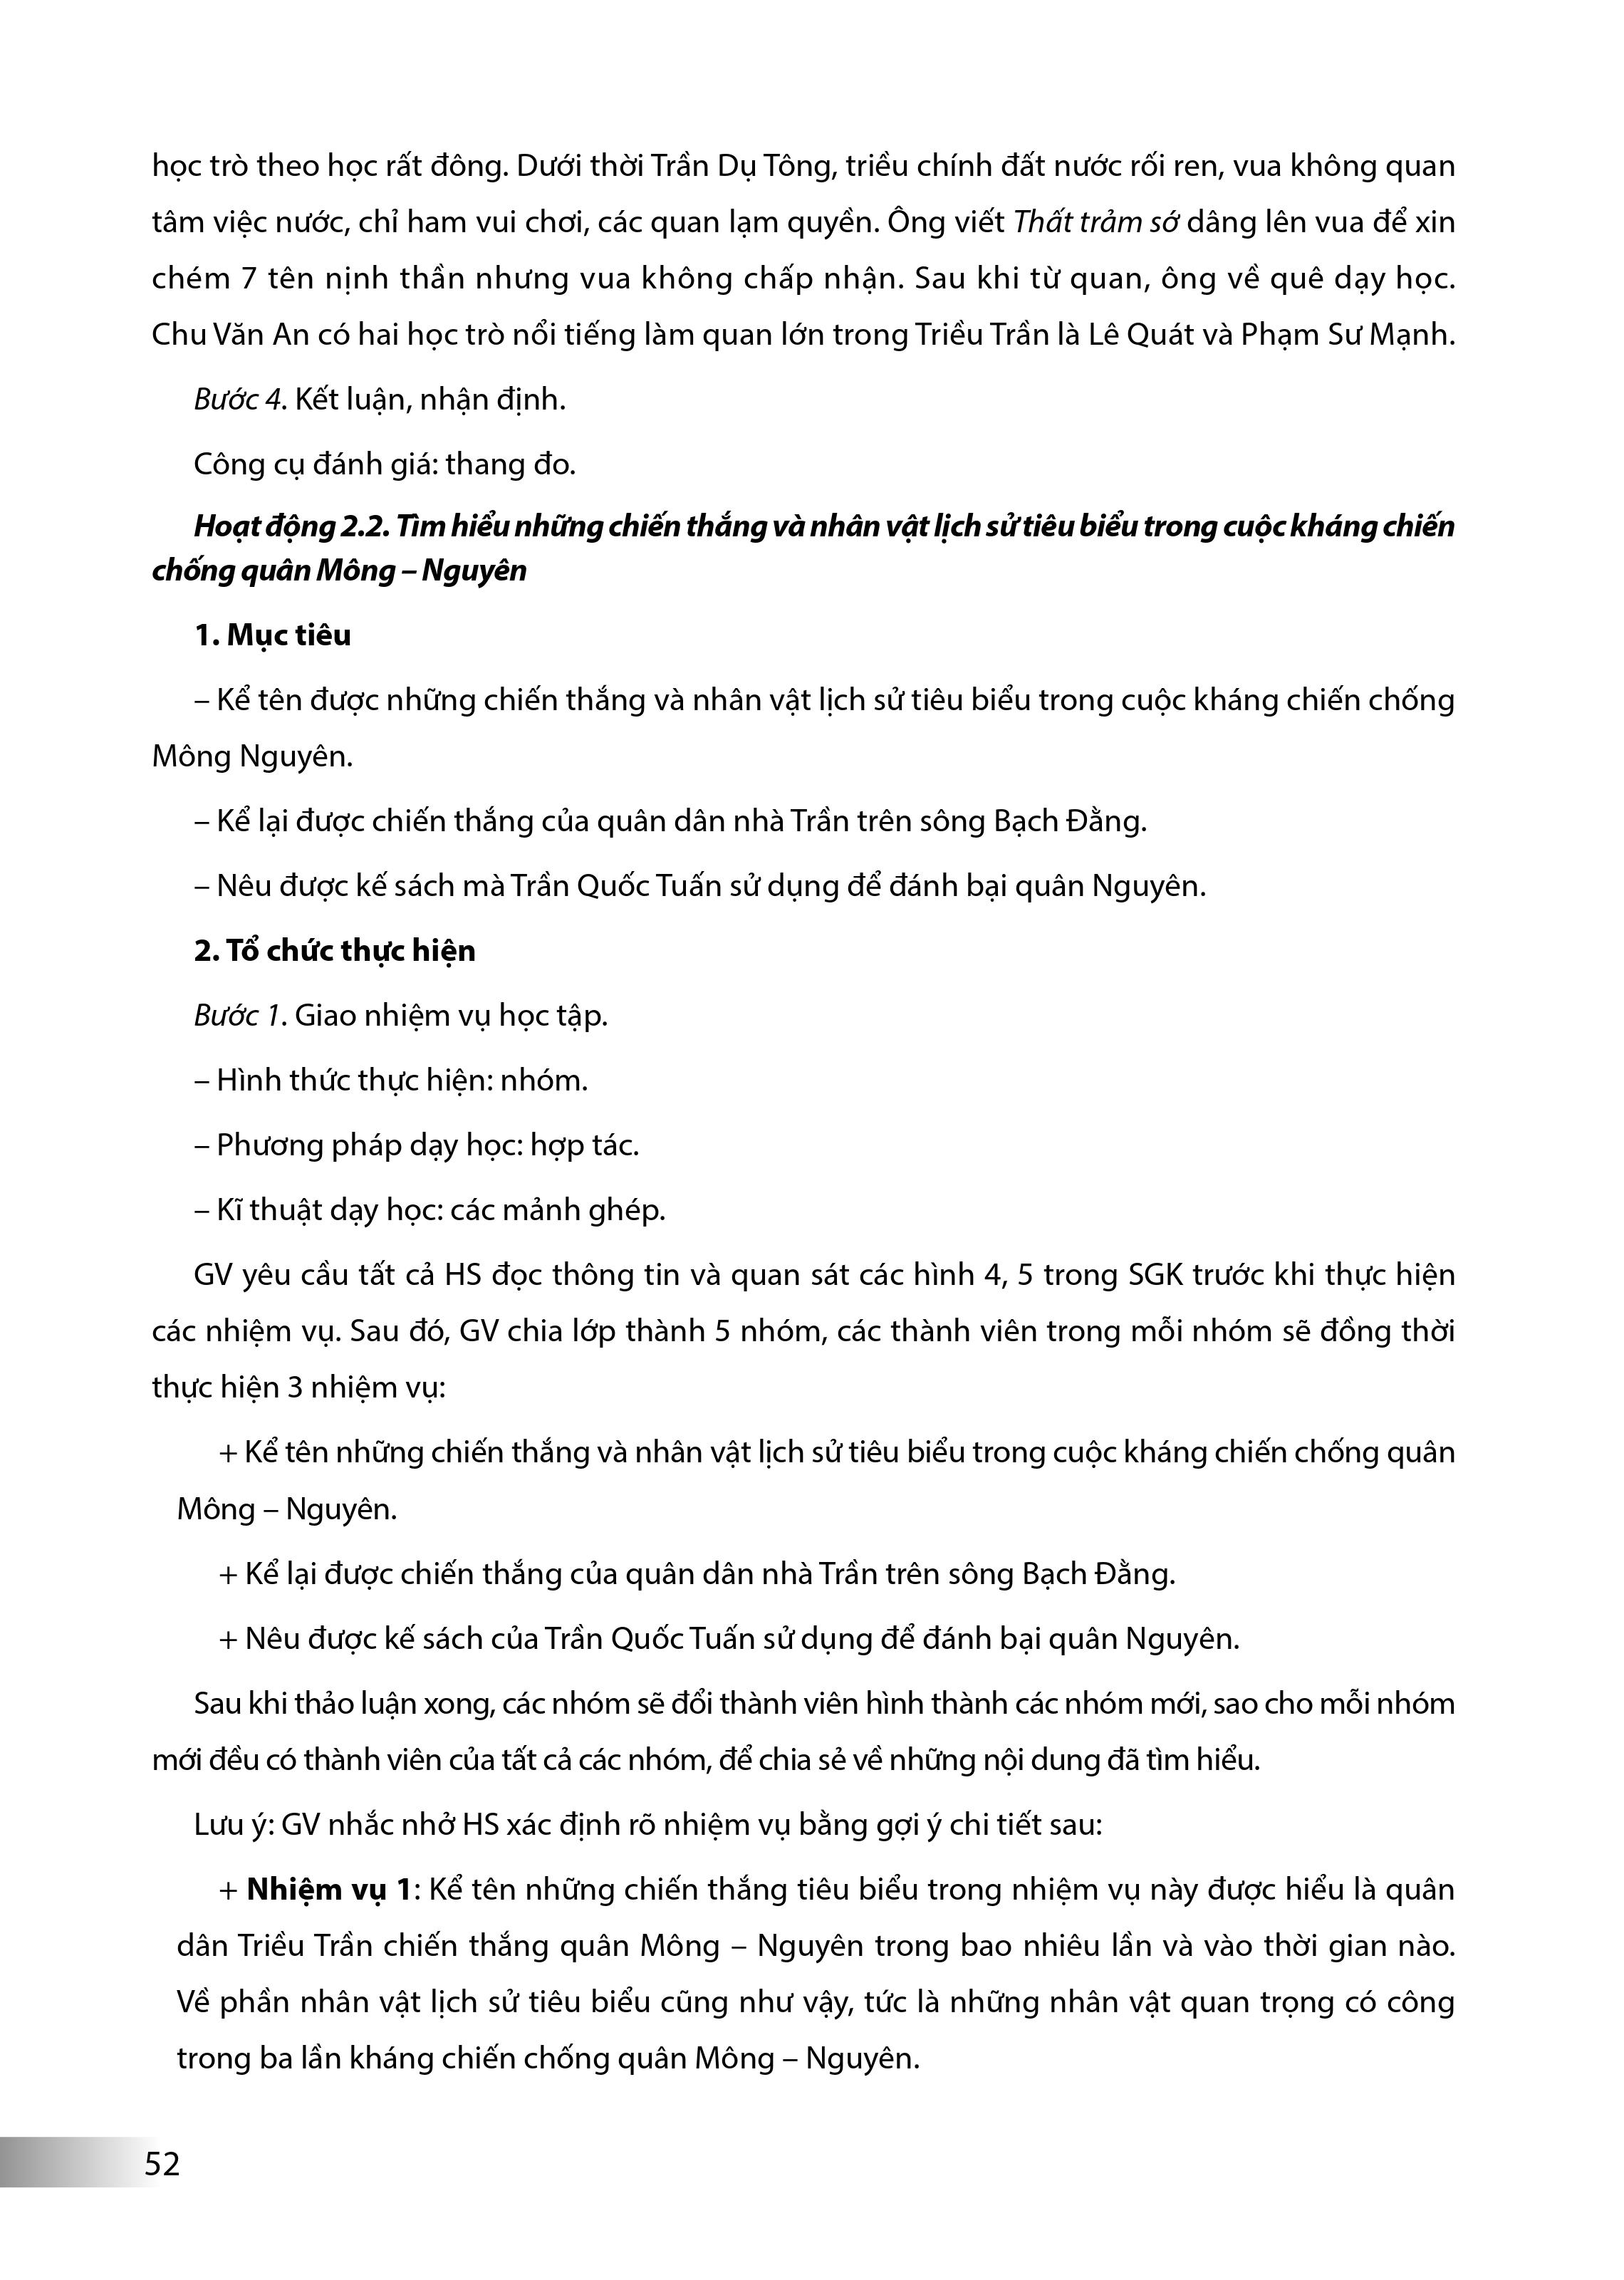 học trò theo học rất đông. Dưới thời Trần Dụ Tông, triều chính đất nước rối ren, vua không quan
tâm việc nước, chỉ ham vui chơi, các quan lạm quyền. Ông viết Thất trảm sớ dâng lên vua để xin
chém 7 tên nịnh thần nhưng vua không chấp nhận. Sau khi từ quan, ông về quê dạy học.
Chu Văn An có hai học trò nổi tiếng làm quan lớn trong Triều Trần là Lê Quát và Phạm Sư Mạnh.
Bước 4. Kết luận, nhận định.
Công cụ đánh giá: thang đo.
Hoạt động 2.2. Tìm hiểu những chiến thắng và nhân vật lịch sử tiêu biểu trong cuộc kháng chiến
chống quân Mông – Nguyên
1. Mục tiêu
– Kể tên được những chiến thắng và nhân vật lịch sử tiêu biểu trong cuộc kháng chiến chống
Mông Nguyên.
– Kể lại được chiến thắng của quân dân nhà Trần trên sông Bạch Đằng.
– Nêu được kế sách mà Trần Quốc Tuấn sử dụng để đánh bại quân Nguyên.
2. Tổ chức thực hiện
Bước 1. Giao nhiệm vụ học tập.
– Hình thức thực hiện: nhóm.
– Phương pháp dạy học: hợp tác.
– Kĩ thuật dạy học: các mảnh ghép.
GV yêu cầu tất cả HS đọc thông tin và quan sát các hình 4, 5 trong SGK trước khi thực hiện
các nhiệm vụ. Sau đó, GV chia lớp thành 5 nhóm, các thành viên trong mỗi nhóm sẽ đồng thời
thực hiện 3 nhiệm vụ:
+ Kể tên những chiến thắng và nhân vật lịch sử tiêu biểu trong cuộc kháng chiến chống quân
Mông – Nguyên.
+ Kể lại được chiến thắng của quân dân nhà Trần trên sông Bạch Đằng.
+ Nêu được kế sách của Trần Quốc Tuấn sử dụng để đánh bại quân Nguyên.
Sau khi thảo luận xong, các nhóm sẽ đổi thành viên hình thành các nhóm mới, sao cho mỗi nhóm
mới đều có thành viên của tất cả các nhóm, để chia sẻ về những nội dung đã tìm hiểu.
Lưu ý: GV nhắc nhở HS xác định rõ nhiệm vụ bằng gợi ý chi tiết sau:
+ Nhiệm vụ 1: Kể tên những chiến thắng tiêu biểu trong nhiệm vụ này được hiểu là quân
dân Triều Trần chiến thắng quân Mông – Nguyên trong bao nhiêu lần và vào thời gian nào.
Về phần nhân vật lịch sử tiêu biểu cũng như vậy, tức là những nhân vật quan trọng có công
trong ba lần kháng chiến chống quân Mông – Nguyên.
52